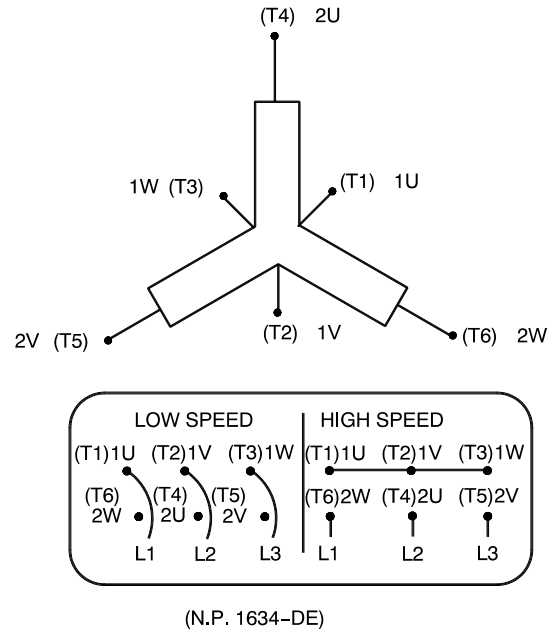 (T4) 2U
1W (T3)
(T1) 1U
2V (T5)
(T2) 1V
(T6) 2W
LOW SPEED
HIGH SPEED
(T1)1U (T2)1V (T3)1W
(T1)1U (T2)1V (T3)1W
(T6) (T4) (T5)
2W 2U 2V
(T6)2W (T4)2U (T5)2V
L1 L2 L3
L1 L2 L3
(N.P. 1634-DE)